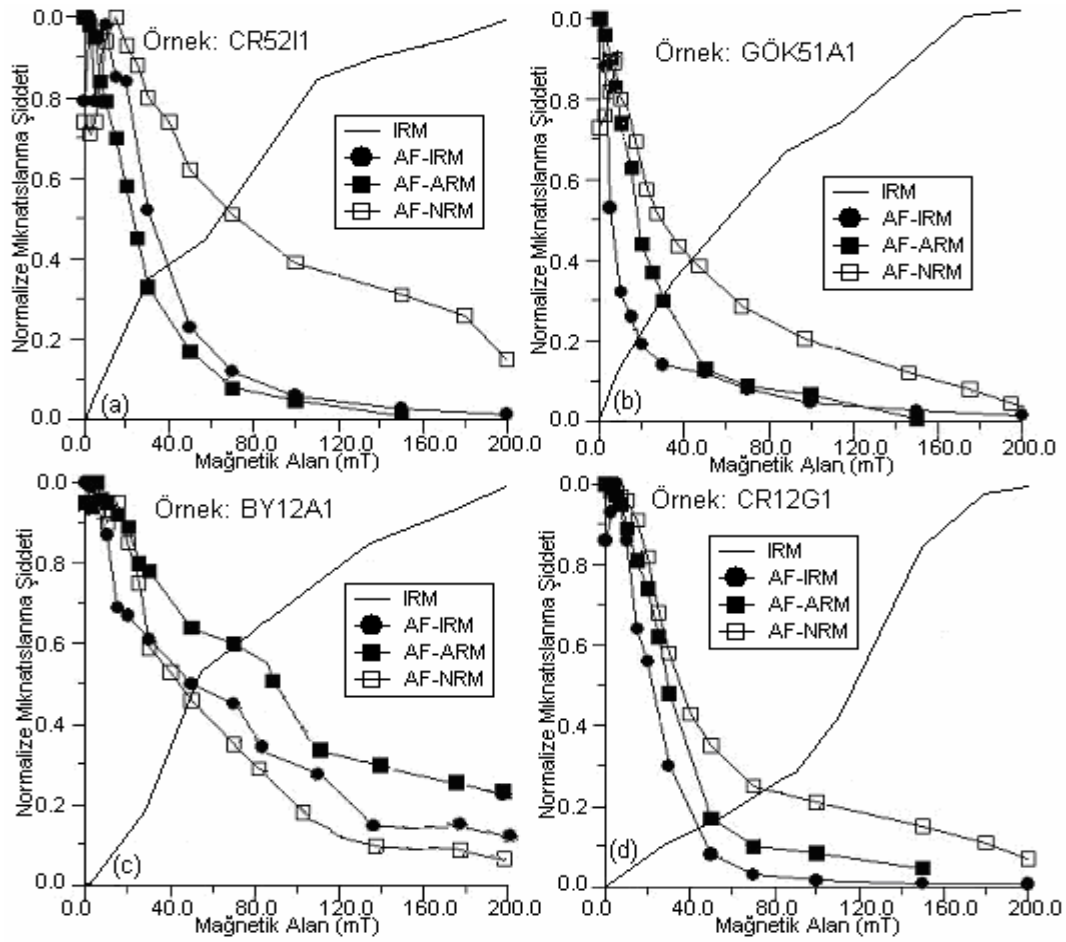 Örnek: CR52I1
Normalize Mıknatıslanma Şiddeti
0.0
0.8
0.6
0.4
0.2
0.0
IRM
AF-IRM
AF-ARM
AF-NRM
(a)
0.0 40.0 80.0 120.0 160.0 200.0
Mağnetik Alan (mT)
Örnek: GÖK51A1
Normalize Mıknatıslanma Şiddeti
0.0
0.8
0.6
0.4
0.2
0.0
IRM
AF-IRM
AF-ARM
AF-NRM
(b)
0.0 40.0 80.0 120.0 160.0 200.0
Mağnetik Alan (mT)
Örnek: BY12A1
Normalize Mıknatıslanma Şiddeti
0.0
0.8
0.6
0.4
0.2
0.0
IRM
AF-IRM
AF-ARM
AF-NRM
(c)
0.0 40.0 80.0 120.0 160.0 200.0
Mağnetik Alan (mT)
Örnek: CR12G1
Normalize Mıknatıslanma Şiddeti
0.0
0.8
0.6
0.4
0.2
0.0
IRM
AF-IRM
AF-ARM
AF-NRM
(d)
0.0 40.0 80.0 120.0 160.0 200.0
Mağnetik Alan (mT)